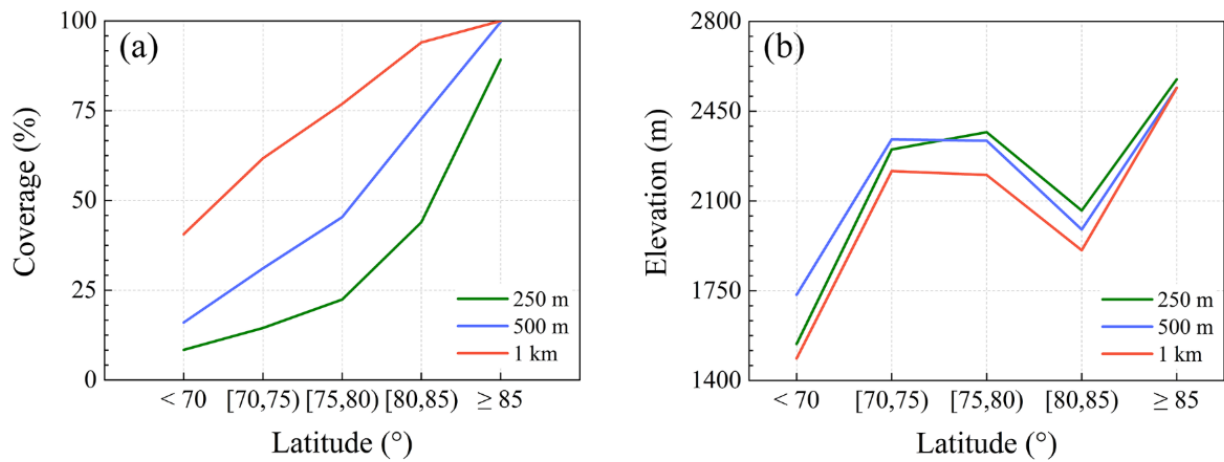 (a)
Coverage (%)
100
75
50
25
0
250 m
500 m
1 km
< 70
[70,75)
[75,80)
[80,85)
≥ 85
Latitude (°)
(b)
Elevation (m)
2800
2450
2100
1750
1400
250 m
500 m
1 km
< 70
[70,75)
[75,80)
[80,85)
≥ 85
Latitude (°)